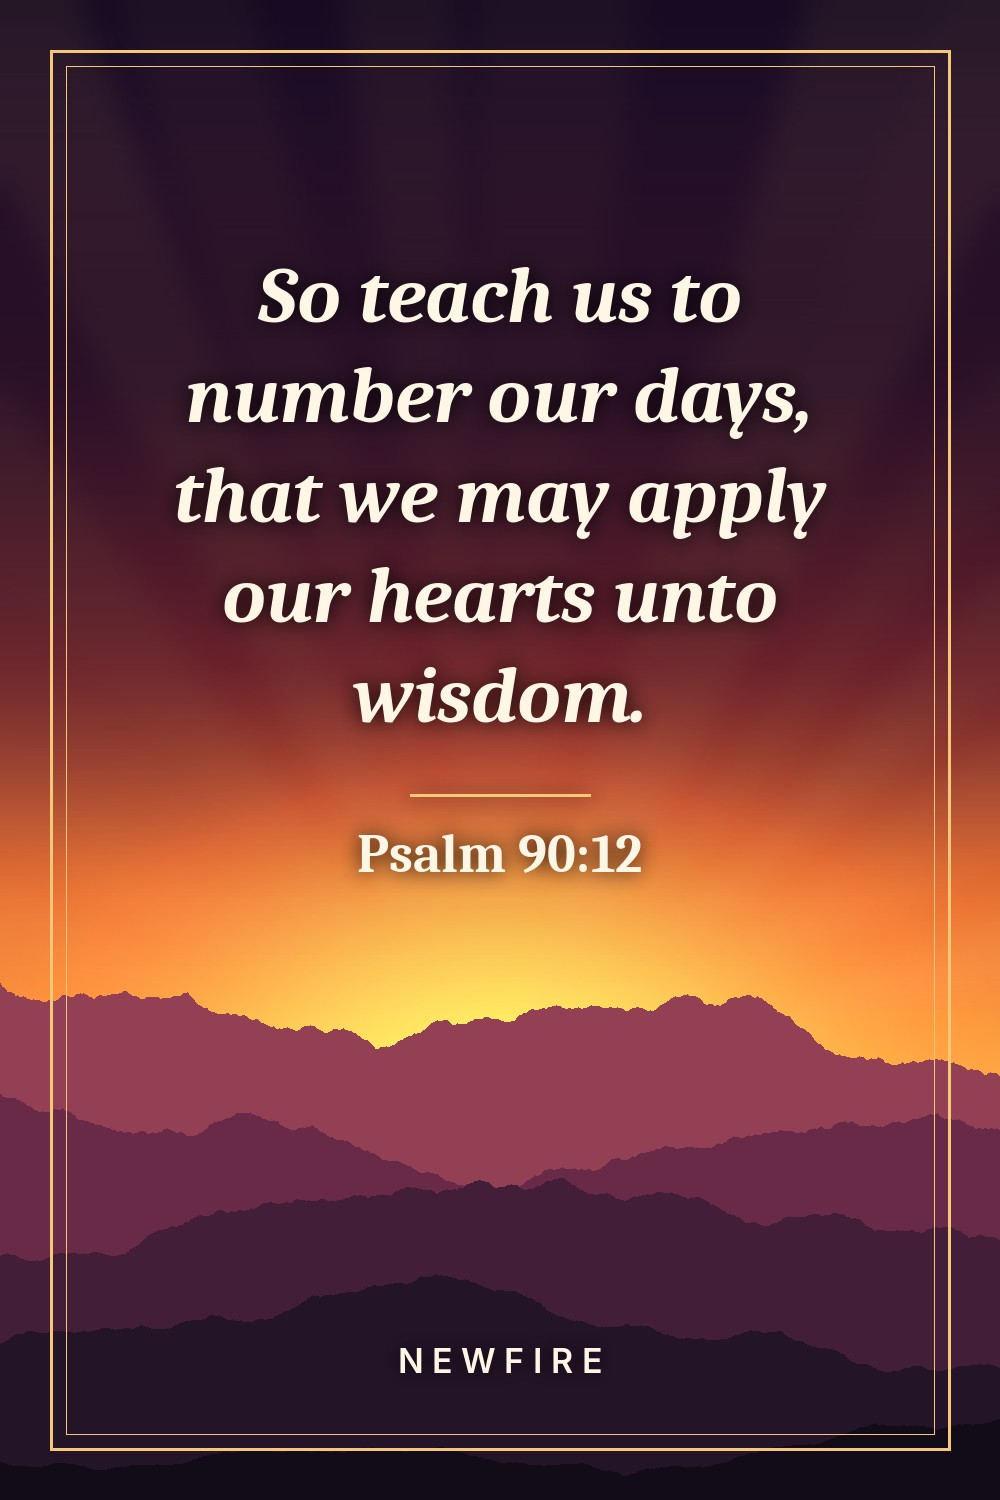 So teach us to
number our days,
that we may apply
our hearts unto
wisdom.
Psalm 90:12
NEWFIRE